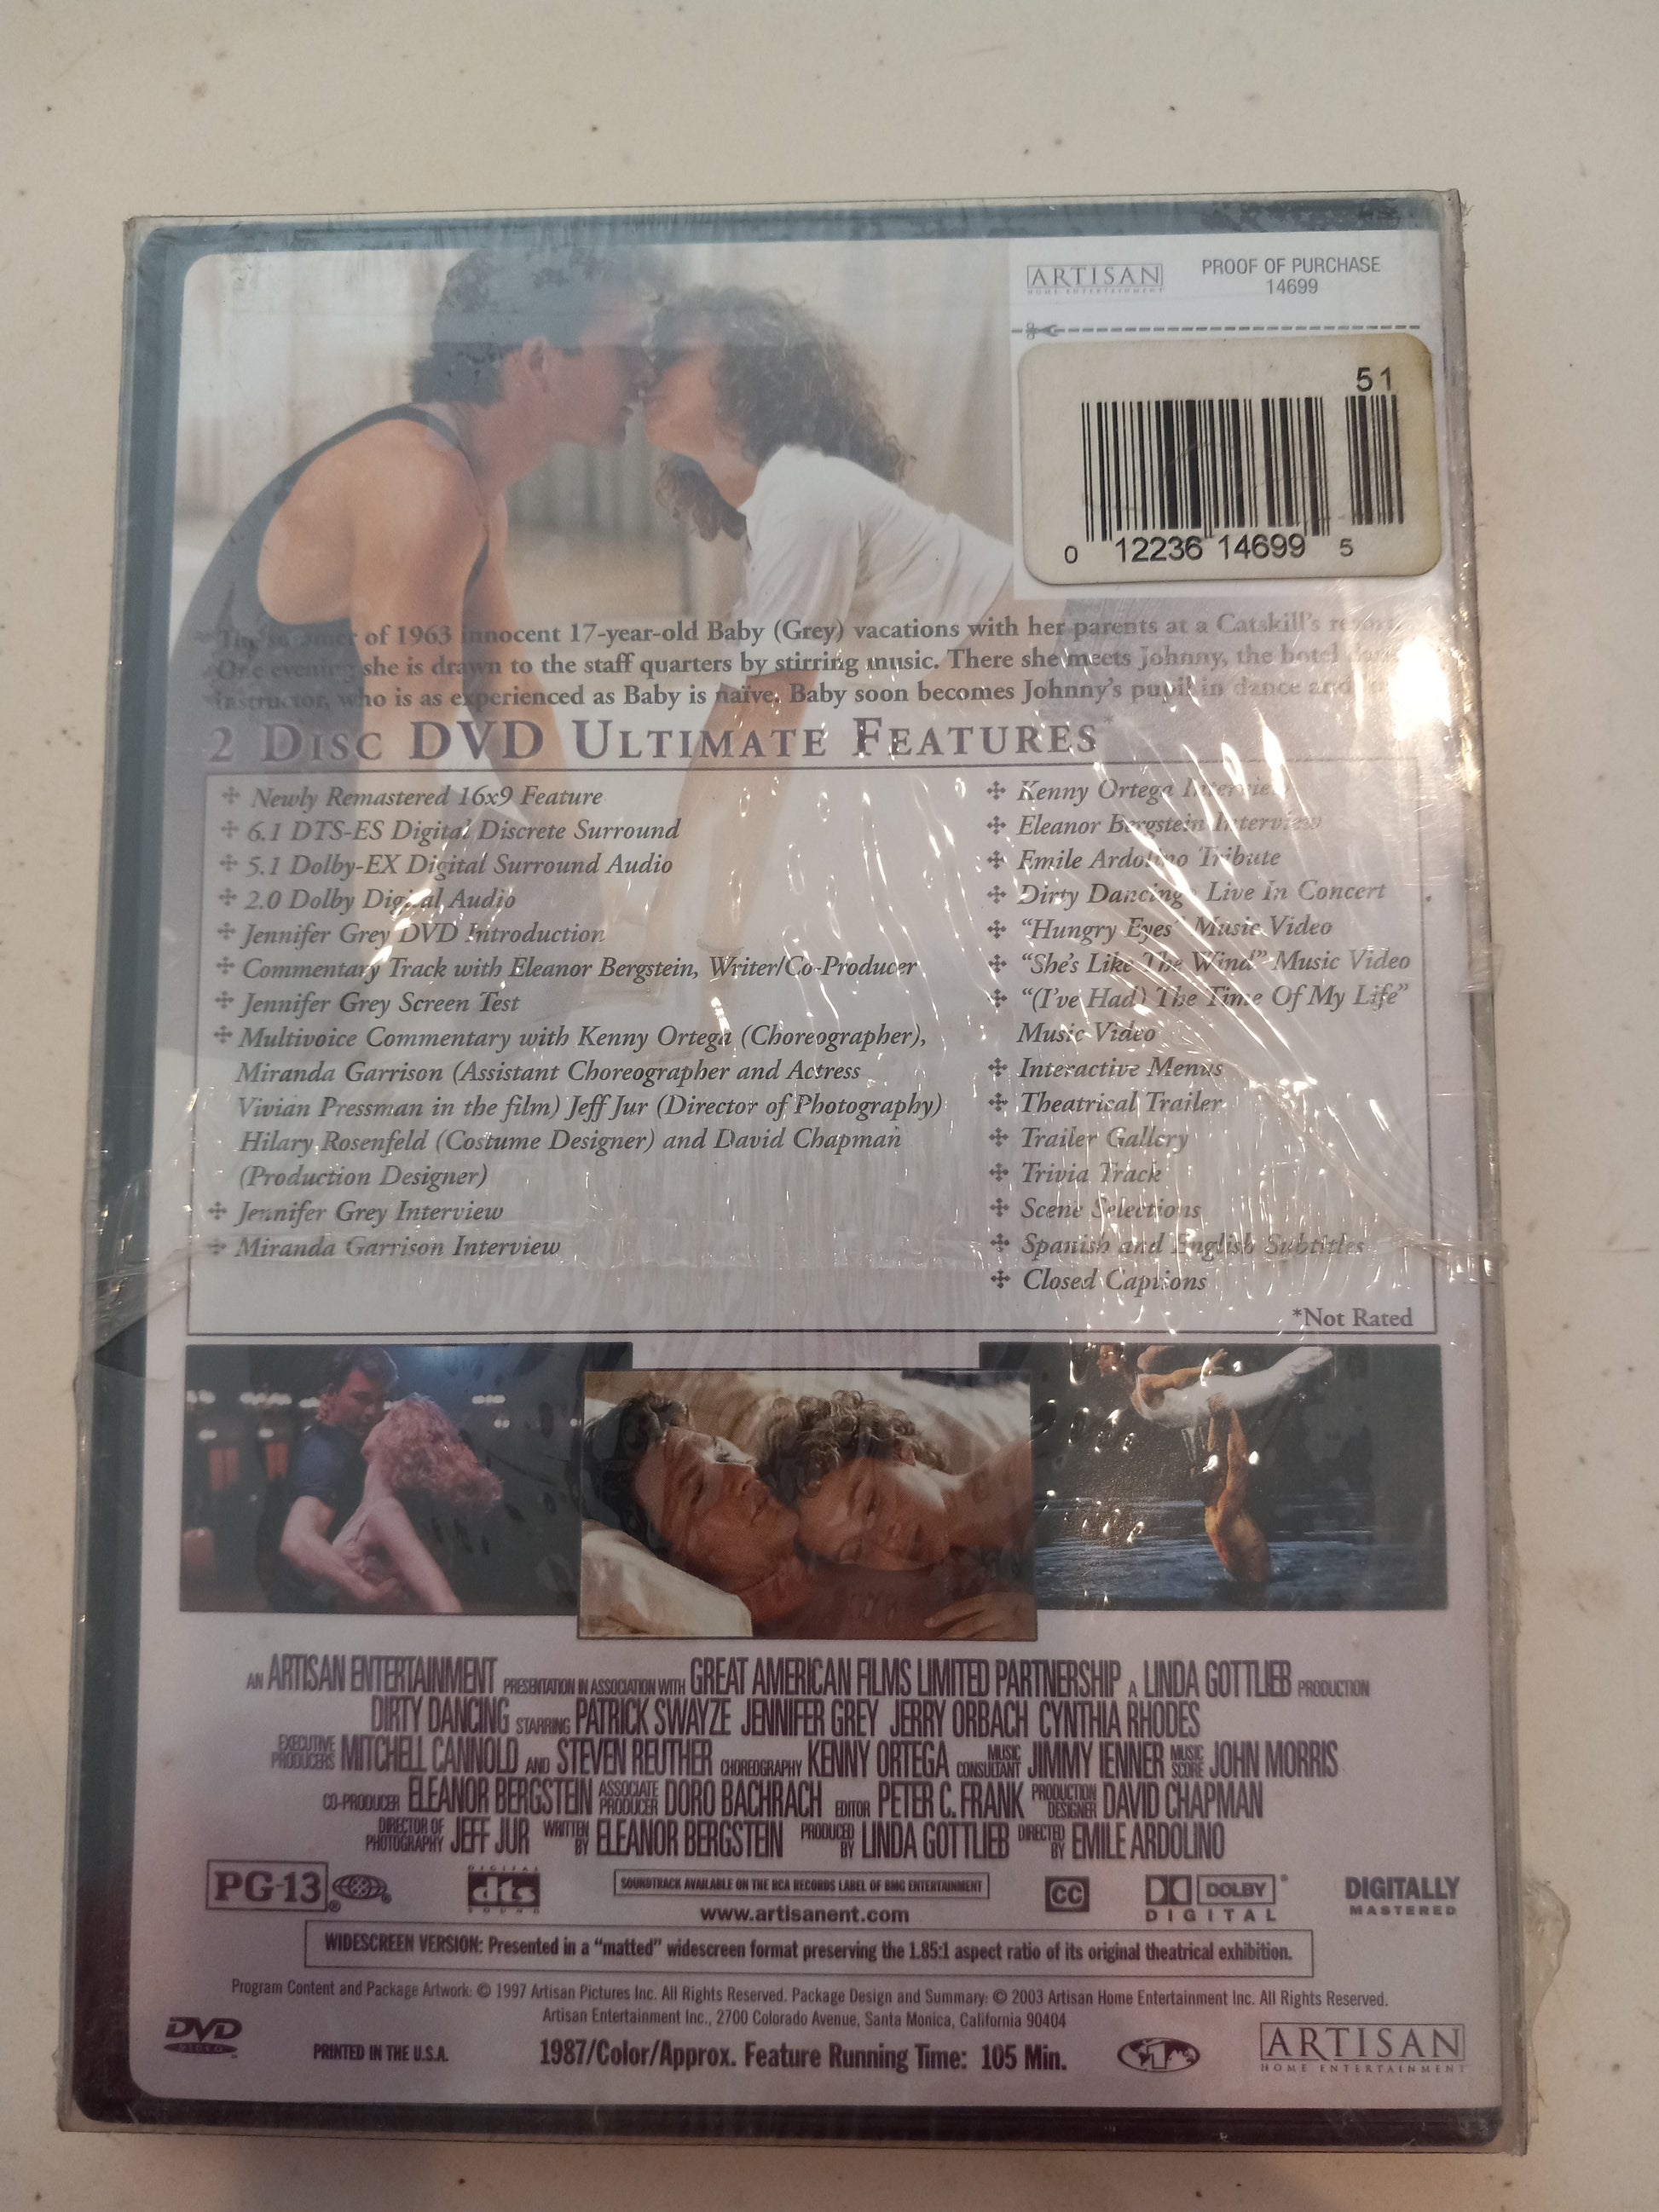 ARTISAN
HOME ENTERTAINMENT
PROOF OF PURCHASE
14699
51
0 12236 14699 5
The summer of 1963 innocent 17-year-old Baby (Grey) vacations with her parents at a Catskill's resort.
One evening she is drawn to the staff quarters by stirring music. There she meets Johnny, the hotel
instructor, who is as experienced as Baby is naïve. Baby soon becomes Johnny's pupil in dance and
2 DISC DVD ULTIMATE FEATURES*
✣ Newly Remastered 16x9 Feature
✣ 6.1 DTS-ES Digital Discrete Surround
✣ 5.1 Dolby-EX Digital Surround Audio
✣ 2.0 Dolby Digital Audio
✣ Jennifer Grey DVD Introduction
✣ Commentary Track with Eleanor Bergstein, Writer/Co-Producer
✣ Jennifer Grey Screen Test
✣ Multivoice Commentary with Kenny Ortega (Choreographer),
Miranda Garrison (Assistant Choreographer and Actress
Vivian Pressman in the film) Jeff Jur (Director of Photography)
Hilary Rosenfeld (Costume Designer) and David Chapman
(Production Designer)
✣ Jennifer Grey Interview
✣ Miranda Garrison Interview
✣ Kenny Ortega Interview
✣ Eleanor Bergstein Interview
✣ Emile Ardolino Tribute
✣ Dirty Dancing Live In Concert
✣ "Hungry Eyes" Music Video
✣ "She's Like The Wind" Music Video
✣ "(I've Had) The Time Of My Life"
Music Video
✣ Interactive Menus
✣ Theatrical Trailer
✣ Trailer Gallery
✣ Trivia Track
✣ Scene Selections
✣ Spanish and English Subtitles
✣ Closed Captions
*Not Rated
AN ARTISAN ENTERTAINMENT PRESENTATION IN ASSOCIATION WITH GREAT AMERICAN FILMS LIMITED PARTNERSHIP A LINDA GOTTLIEB PRODUCTION
DIRTY DANCING STARRING PATRICK SWAYZE JENNIFER GREY JERRY ORBACH CYNTHIA RHODES
EXECUTIVE PRODUCERS MITCHELL CANNOLD AND STEVEN REUTHER CHOREOGRAPHY KENNY ORTEGA MUSIC CONSULTANT JIMMY IENNER MUSIC SCORE JOHN MORRIS
CO-PRODUCER ELEANOR BERGSTEIN ASSOCIATE PRODUCER DORO BACHRACH EDITOR PETER C. FRANK PRODUCTION DESIGNER DAVID CHAPMAN
DIRECTOR OF PHOTOGRAPHY JEFF JUR WRITTEN BY ELEANOR BERGSTEIN PRODUCED BY LINDA GOTTLIEB DIRECTED BY EMILE ARDOLINO
PG-13
DIGITAL dts SOUND
SOUNDTRACK AVAILABLE ON THE RCA RECORDS LABEL OF BMG ENTERTAINMENT
www.artisanent.com
CC
DOLBY DIGITAL
DIGITALLY MASTERED
WIDESCREEN VERSION: Presented in a "matted" widescreen format preserving the 1.85:1 aspect ratio of its original theatrical exhibition.
Program Content and Package Artwork: © 1997 Artisan Pictures Inc. All Rights Reserved. Package Design and Summary: © 2003 Artisan Home Entertainment Inc. All Rights Reserved.
Artisan Entertainment Inc., 2700 Colorado Avenue, Santa Monica, California 90404
DVD VIDEO
PRINTED IN THE U.S.A.
1987/Color/Approx. Feature Running Time: 105 Min.
1
ARTISAN
HOME ENTERTAINMENT